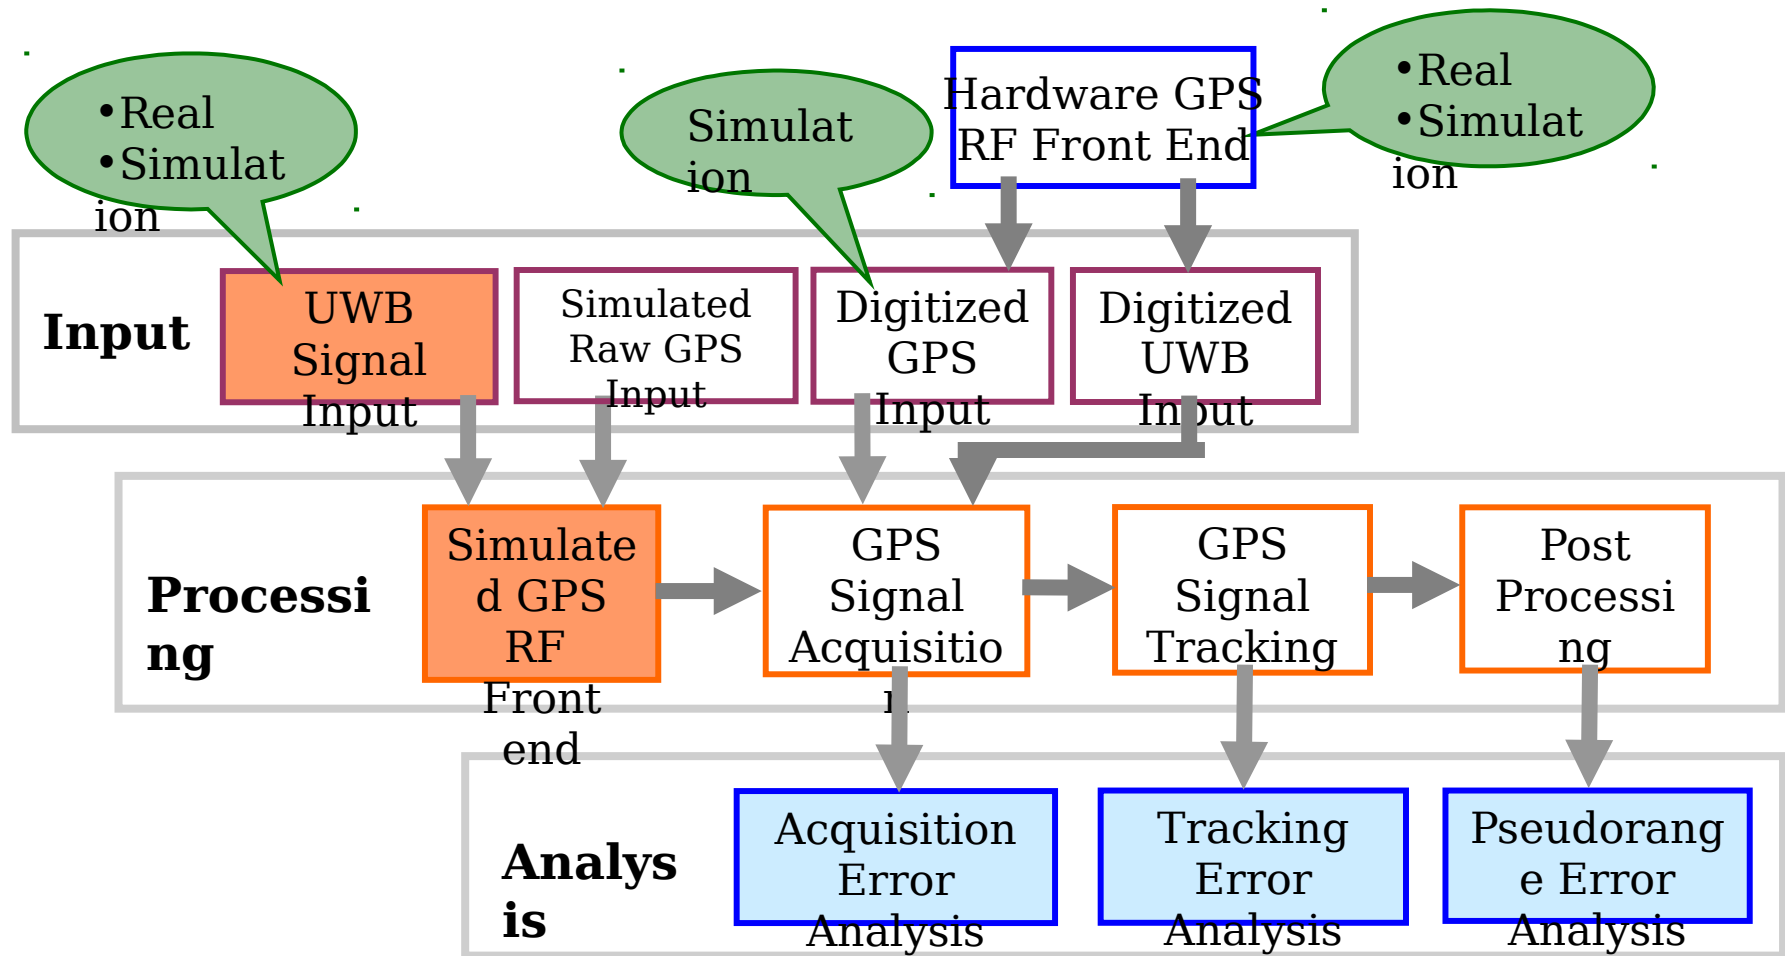 •Real
•Simulat
ion
Simulat
ion
Hardware GPS
RF Front End
•Real
•Simulat
ion
Input
UWB
Signal
Input
Simulated
Raw GPS
Input
Digitized
GPS
Input
Digitized
UWB
Input
Processi
ng
Simulate
d GPS
RF
Front
end
GPS
Signal
Acquisitio
n
GPS
Signal
Tracking
Post
Processi
ng
Analys
is
Acquisition
Error
Analysis
Tracking
Error
Analysis
Pseudorang
e Error
Analysis